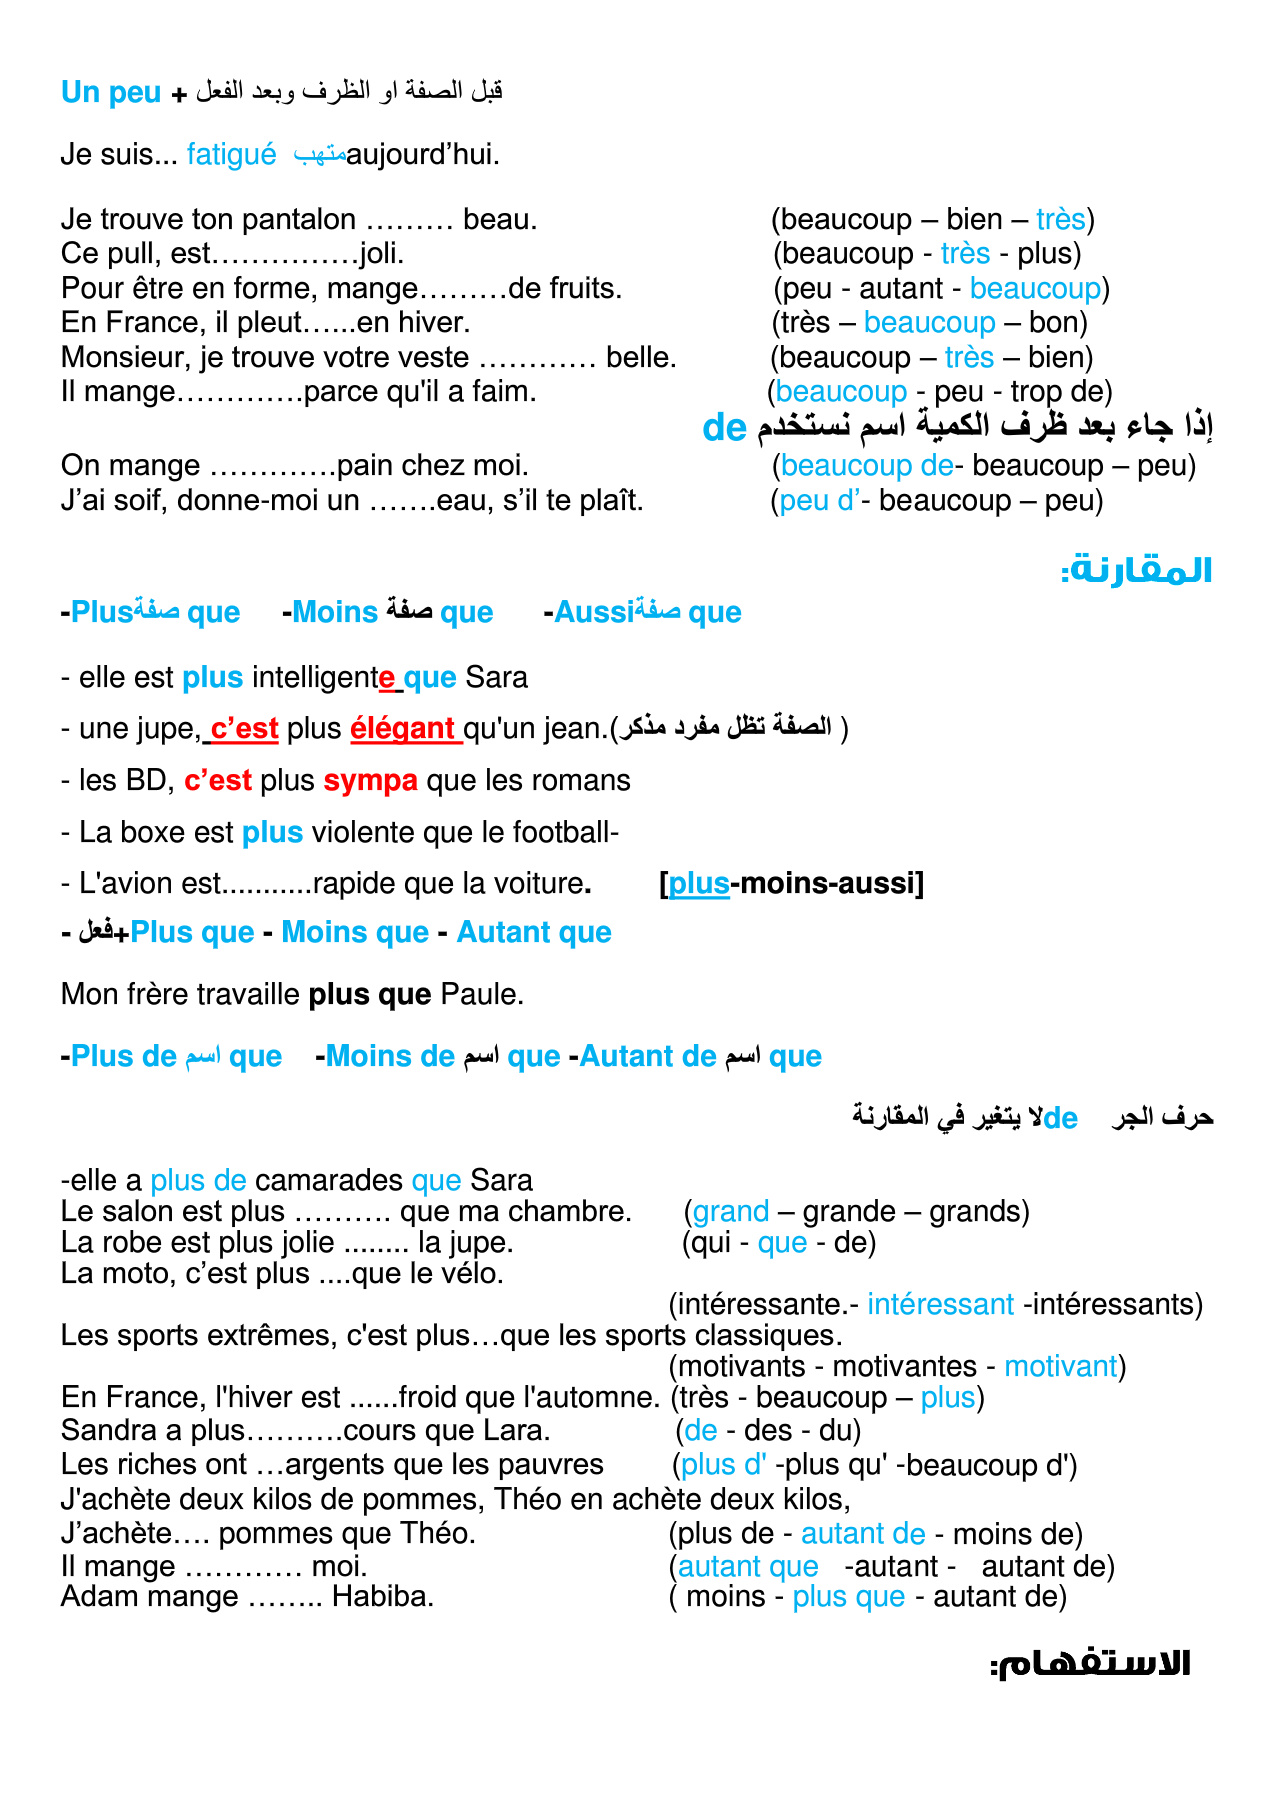 Un peu + قبل الصفة او الظرف وبعد الفعل
Je suis... fatigué متهب aujourd’hui.
Je trouve ton pantalon ……… beau. (beaucoup – bien – très)
Ce pull, est……………joli. (beaucoup - très - plus)
Pour être en forme, mange………de fruits. (peu - autant - beaucoup)
En France, il pleut…...en hiver. (très – beaucoup – bon)
Monsieur, je trouve votre veste ………… belle. (beaucoup – très – bien)
Il mange………….parce qu'il a faim. (beaucoup - peu - trop de)
إذا جاء بعد ظرف الكمية اسم نستخدم de
On mange ………….pain chez moi. (beaucoup de- beaucoup – peu)
J’ai soif, donne-moi un …….eau, s’il te plaît. (peu d’- beaucoup – peu)
المقارنة:
-Plus صفة que -Moins صفة que -Aussi صفة que
- elle est plus intelligente que Sara
- une jupe, c’est plus élégant qu'un jean.( الصفة تظل مفرد مذكر )
- les BD, c’est plus sympa que les romans
- La boxe est plus violente que le football-
- L'avion est...........rapide que la voiture. [plus-moins-aussi]
- فعل+Plus que - Moins que - Autant que
Mon frère travaille plus que Paule.
-Plus de اسم que -Moins de اسم que -Autant de اسم que
حرف الجر de لا يتغير في المقارنة
-elle a plus de camarades que Sara
Le salon est plus ………. que ma chambre. (grand – grande – grands)
La robe est plus jolie ........ la jupe. (qui - que - de)
La moto, c’est plus ....que le vélo.
(intéressante.- intéressant -intéressants)
Les sports extrêmes, c'est plus…que les sports classiques.
(motivants - motivantes - motivant)
En France, l'hiver est ......froid que l'automne. (très - beaucoup – plus)
Sandra a plus……….cours que Lara. (de - des - du)
Les riches ont …argents que les pauvres (plus d' -plus qu' -beaucoup d')
J'achète deux kilos de pommes, Théo en achète deux kilos,
J’achète…. pommes que Théo. (plus de - autant de - moins de)
Il mange ………… moi. (autant que -autant - autant de)
Adam mange …….. Habiba. ( moins - plus que - autant de)
الاستفهام: